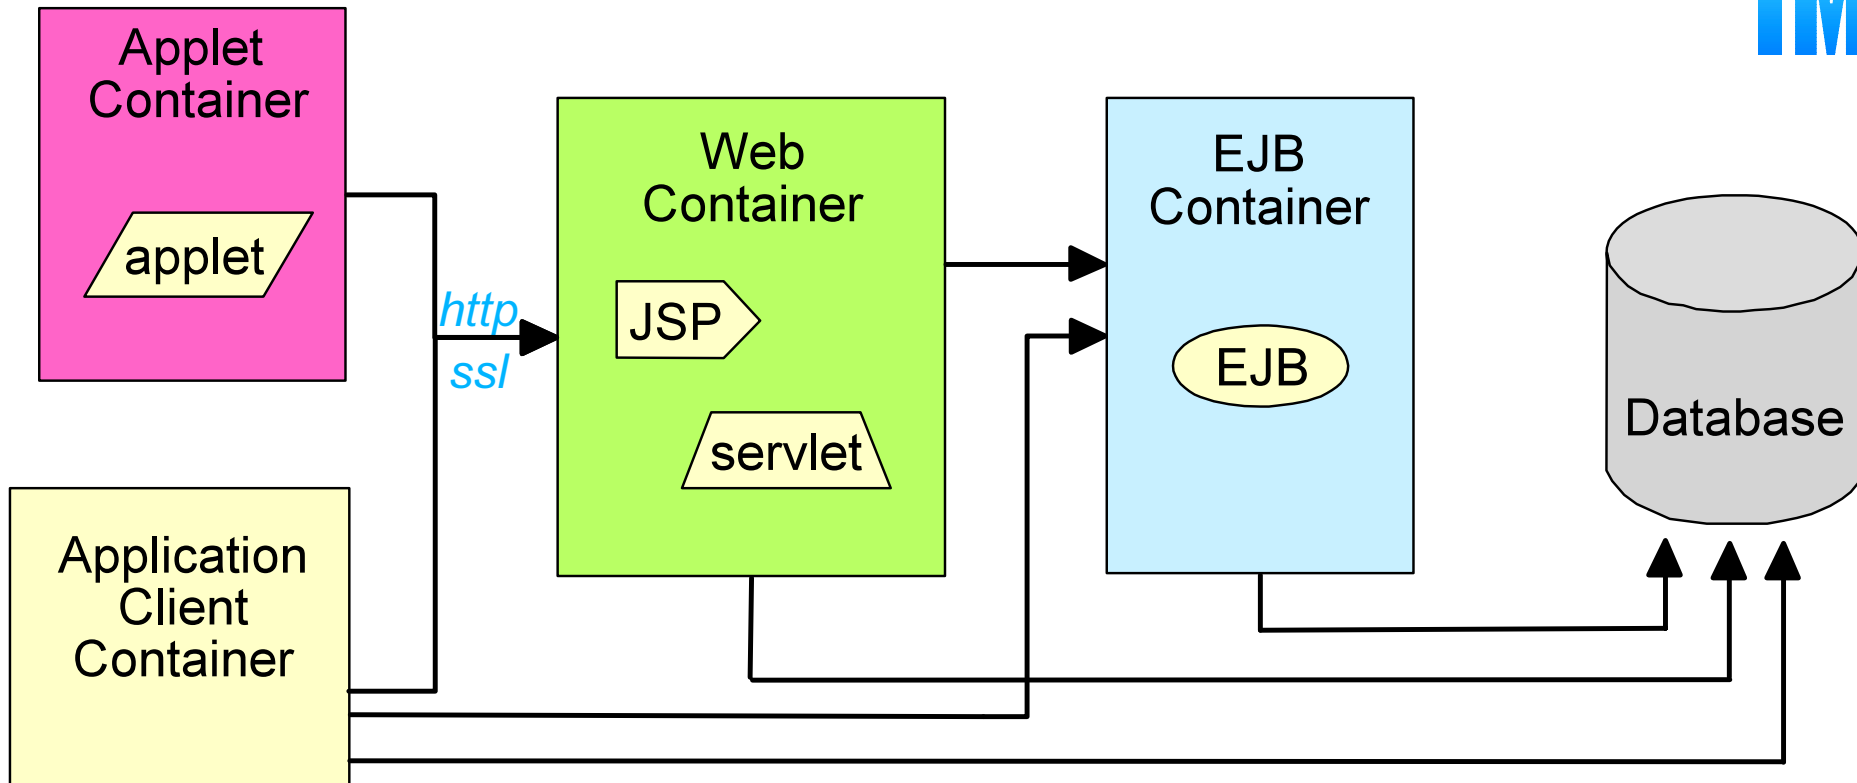 Applet
Container
applet
http
ssl
Web
Container
JSP
servlet
EJB
Container
EJB
Database
Application
Client
Container